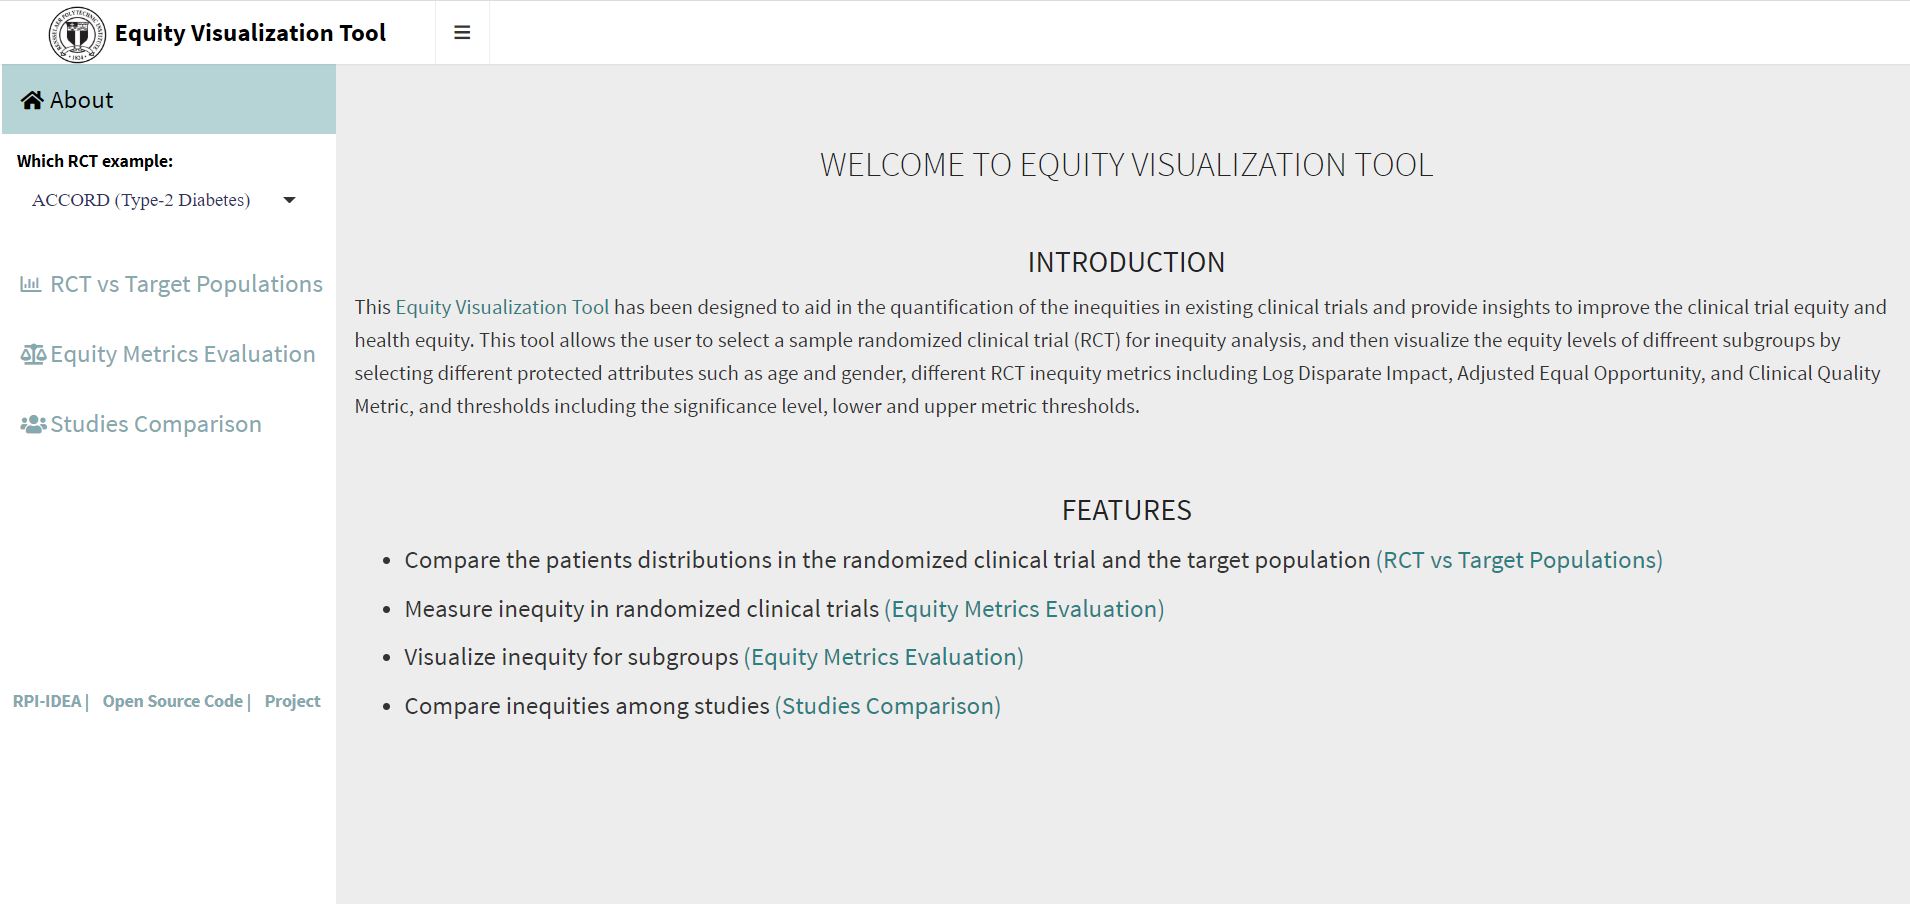 Equity Visualization Tool
About
Which RCT example:
ACCORD (Type-2 Diabetes)
RCT vs Target Populations
Equity Metrics Evaluation
Studies Comparison
RPI-IDEA | Open Source Code | Project
WELCOME TO EQUITY VISUALIZATION TOOL
INTRODUCTION
This Equity Visualization Tool has been designed to aid in the quantification of the inequities in existing clinical trials and provide insights to improve the clinical trial equity and
health equity. This tool allows the user to select a sample randomized clinical trial (RCT) for inequity analysis, and then visualize the equity levels of diffreent subgroups by
selecting different protected attributes such as age and gender, different RCT inequity metrics including Log Disparate Impact, Adjusted Equal Opportunity, and Clinical Quality
Metric, and thresholds including the significance level, lower and upper metric thresholds.
FEATURES
• Compare the patients distributions in the randomized clinical trial and the target population (RCT vs Target Populations)
• Measure inequity in randomized clinical trials (Equity Metrics Evaluation)
• Visualize inequity for subgroups (Equity Metrics Evaluation)
• Compare inequities among studies (Studies Comparison)